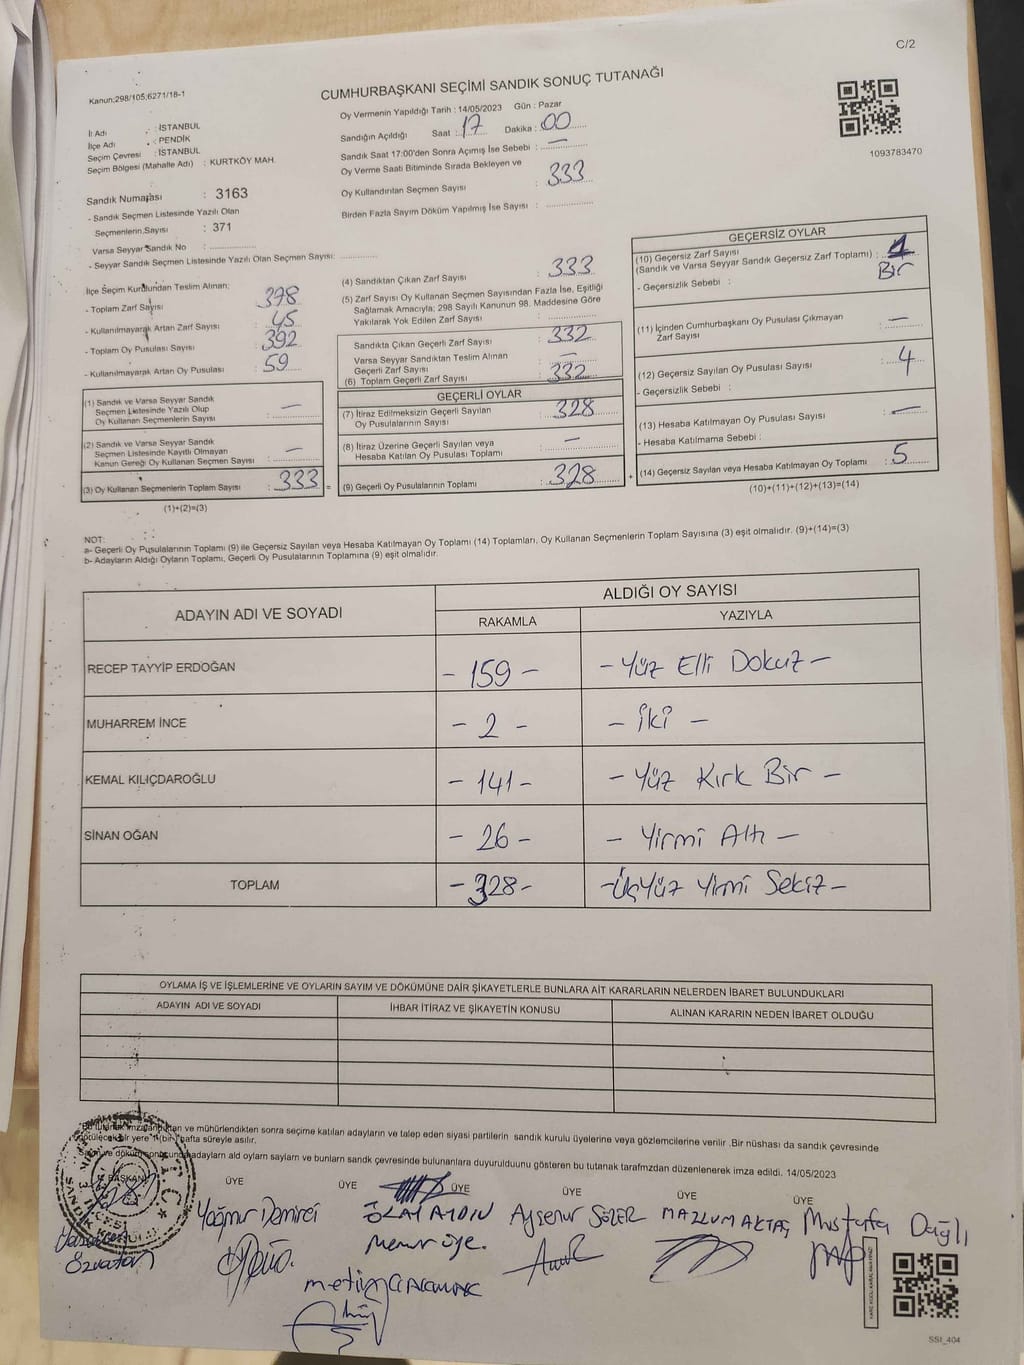 C/2
Kanun;298/105;6271/18-1
CUMHURBAŞKANI SEÇİMİ SANDIK SONUÇ TUTANAĞI
İl Adı : İSTANBUL
İlçe Adı : PENDİK
Seçim Çevresi : İSTANBUL
Seçim Bölgesi (Mahalle Adı) : KURTKÖY MAH.
Sandık Numarası : 3163
- Sandık Seçmen Listesinde Yazılı Olan
Seçmenlerin Sayısı : 371
Varsa Seyyar Sandık No :
- Seyyar Sandık Seçmen Listesinde Yazılı Olan Seçmen Sayısı:
Oy Vermenin Yapıldığı Tarih : 14/05/2023 Gün : Pazar
Sandığın Açıldığı Saat : 17 Dakika : 00
Sandık Saat 17:00'den Sonra Açımış İse Sebebi : —
Oy Verme Saati Bitiminde Sırada Bekleyen ve
Oy Kullandırılan Seçmen Sayısı : 333
Birden Fazla Sayım Döküm Yapılmış İse Sayısı :
1093783470
İlçe Seçim Kurulundan Teslim Alınan;
- Toplam Zarf Sayısı : 378
- Kullanılmayarak Artan Zarf Sayısı : 45
- Toplam Oy Pusulası Sayısı : 392
- Kullanılmayarak Artan Oy Pusulası : 59
(1) Sandık ve Varsa Seyyar Sandık
Seçmen Listesinde Yazılı Olup
Oy Kullanan Seçmenlerin Sayısı : —
(2) Sandık ve Varsa Seyyar Sandık
Seçmen Listesinde Kayıtlı Olmayan
Kanun Gereği Oy Kullanan Seçmen Sayısı : —
(3) Oy Kullanan Seçmenlerin Toplam Sayısı : 333 =
(1)+(2)=(3)
(4) Sandıktan Çıkan Zarf Sayısı : 333
(5) Zarf Sayısı Oy Kullanan Seçmen Sayısından Fazla İse, Eşitliği
Sağlamak Amacıyla; 298 Sayılı Kanunun 98. Maddesine Göre
Yakılarak Yok Edilen Zarf Sayısı :
Sandıkta Çıkan Geçerli Zarf Sayısı : 332
Varsa Seyyar Sandıktan Teslim Alınan
Geçerli Zarf Sayısı : —
(6) Toplam Geçerli Zarf Sayısı : 332
GEÇERLİ OYLAR
(7) İtiraz Edilmeksizin Geçerli Sayılan
Oy Pusulalarının Sayısı : 328
(8) İtiraz Üzerine Geçerli Sayılan veya
Hesaba Katılan Oy Pusulası Toplamı : —
(9) Geçerli Oy Pusulalarının Toplamı : 328 +
GEÇERSİZ OYLAR
(10) Geçersiz Zarf Sayısı
(Sandık ve Varsa Seyyar Sandık Geçersiz Zarf Toplamı) : 1
Bir
- Geçersizlik Sebebi :
(11) İçinden Cumhurbaşkanı Oy Pusulası Çıkmayan
Zarf Sayısı : —
(12) Geçersiz Sayılan Oy Pusulası Sayısı : 4
- Geçersizlik Sebebi :
(13) Hesaba Katılmayan Oy Pusulası Sayısı : —
- Hesaba Katılmama Sebebi :
(14) Geçersiz Sayılan veya Hesaba Katılmayan Oy Toplamı : 5
(10)+(11)+(12)+(13)=(14)
NOT:
a- Geçerli Oy Pusulalarının Toplamı (9) ile Geçersiz Sayılan veya Hesaba Katılmayan Oy Toplamı (14) Toplamları, Oy Kullanan Seçmenlerin Toplam Sayısına (3) eşit olmalıdır. (9)+(14)=(3)
b- Adayların Aldığı Oyların Toplamı, Geçerli Oy Pusulalarının Toplamına (9) eşit olmalıdır.
ADAYIN ADI VE SOYADI
ALDIĞI OY SAYISI
RAKAMLA YAZIYLA
RECEP TAYYİP ERDOĞAN - 159 - - Yüz Elli Dokuz -
MUHARREM İNCE - 2 - - İki -
KEMAL KILIÇDAROĞLU - 141 - - Yüz Kırk Bir -
SİNAN OĞAN - 26 - - Yirmi Altı -
TOPLAM - 328 - - Üç Yüz Yirmi Sekiz -
OYLAMA İŞ VE İŞLEMLERİNE VE OYLARIN SAYIM VE DÖKÜMÜNE DAİR ŞİKAYETLERLE BUNLARA AİT KARARLARIN NELERDEN İBARET BULUNDUKLARI
ADAYIN ADI VE SOYADI İHBAR İTİRAZ VE ŞİKAYETİN KONUSU ALINAN KARARIN NEDEN İBARET OLDUĞU
ve mühürlendikten sonra seçime katılan adayların ve talep eden siyasi partilerin sandık kurulu üyelerine veya gözlemcilerine verilir .Bir nüshası da sandık çevresinde
bir yere 1 (bir) hafta süreyle asılır.
adayların ald oyların sayların ve bunların sandk çevresinde bulunanlara duyurulduunu gösteren bu tutanak tarafmzdan düzenlenerek imza edildi. 14/05/2023
BAŞKAN ÜYE ÜYE ÜYE ÜYE ÜYE ÜYE
Yağmur Demirci ÖLAY AYDIN Ayşenur SEZER MAZLUM AKTAŞ Mustafa Dağlı
Memur üye.
SSI_404